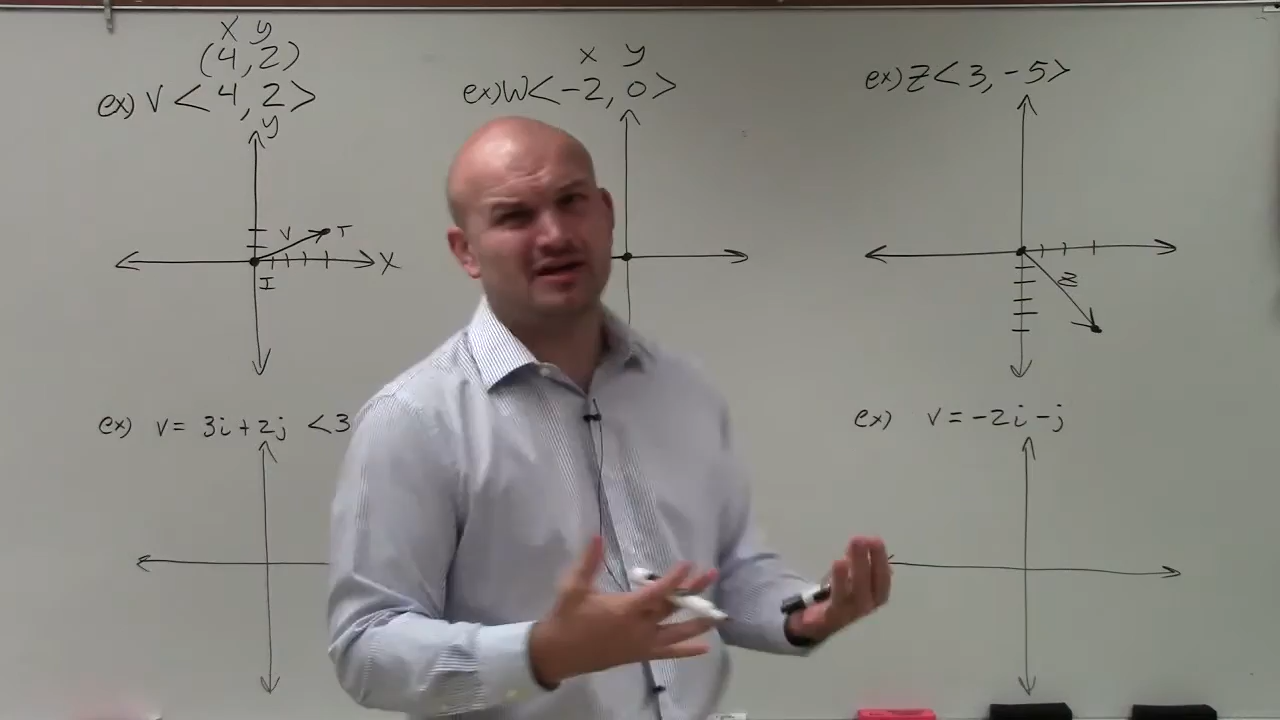 x y
(4,2)
ex) V <4,2>
y
V T
I
X
x y
ex) W<-2, 0>
ex) Z<3, -5>
Z
ex) v = 3i + 2j <3
ex) v = -2i - j